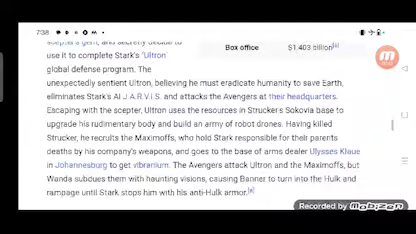 7:38
scepter's gem, and secretly decide to
use it to complete Stark's "Ultron"
global defense program. The
Box office $1.403 billion[6]
unexpectedly sentient Ultron, believing he must eradicate humanity to save Earth,
eliminates Stark's AI J.A.R.V.I.S. and attacks the Avengers at their headquarters.
Escaping with the scepter, Ultron uses the resources in Strucker's Sokovia base to
upgrade his rudimentary body and build an army of robot drones. Having killed
Strucker, he recruits the Maximoffs, who hold Stark responsible for their parents
deaths by his company's weapons, and goes to the base of arms dealer Ulysses Klaue
in Johannesburg to get vibranium. The Avengers attack Ultron and the Maximoffs, but
Wanda subdues them with haunting visions, causing Banner to turn into the Hulk and
rampage until Stark stops him with his anti-Hulk armor.
Recorded by mobizen